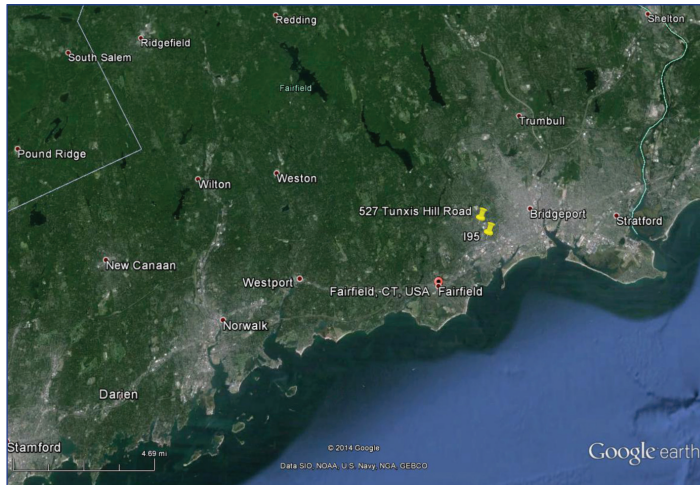 Redding
Shelton
Ridgefield
South Salem
Fairfield
Trumbull
Pound Ridge
Weston
Wilton
527 Tunxis Hill Road
Bridgeport
Stratford
I95
New Canaan
Westport
Fairfield, CT, USA Fairfield
Norwalk
Darien
Stamford
4.69 mi
© 2014 Google
Data SIO, NOAA, U.S. Navy, NGA, GEBCO
Google earth